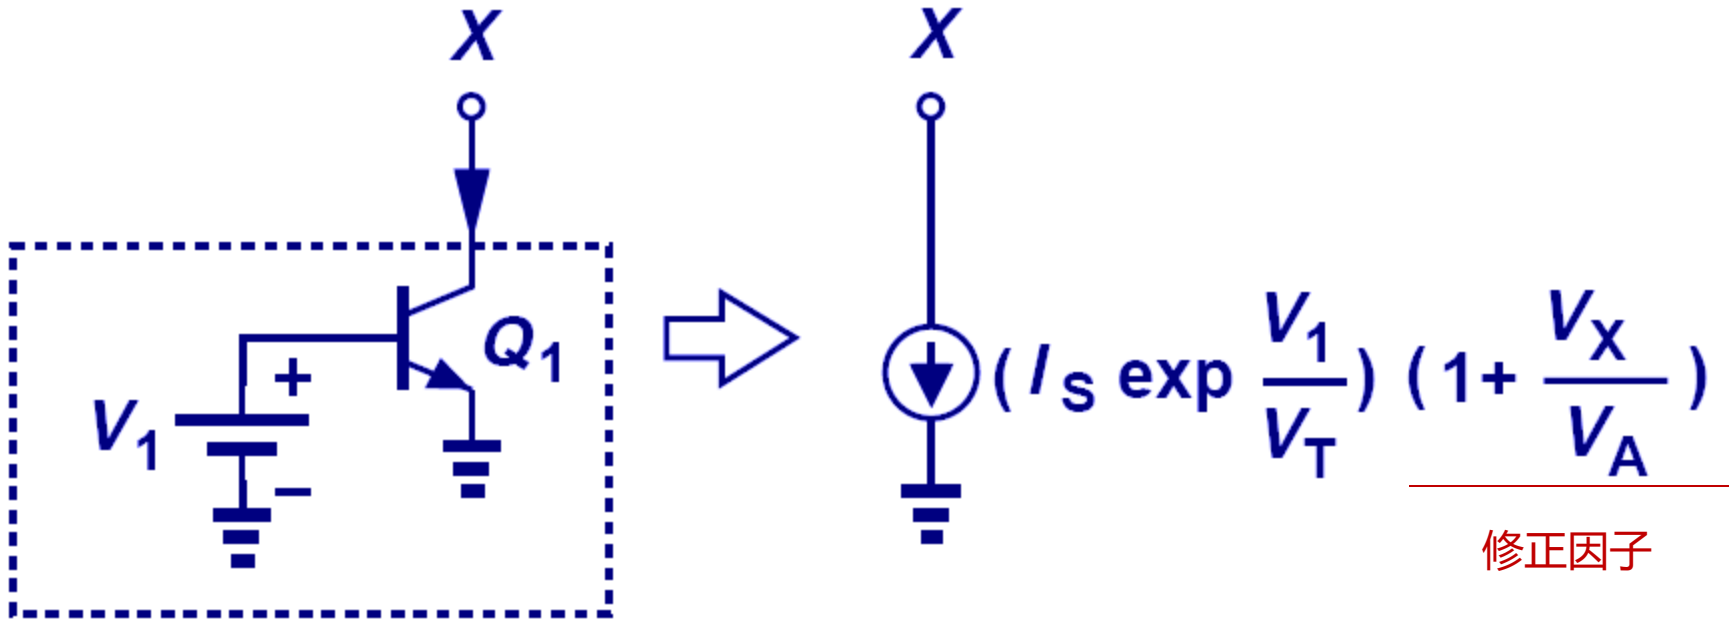 X
X
Q1
V1
+
−
( IS exp V1/VT ) ( 1+ VX/VA )
修正因子